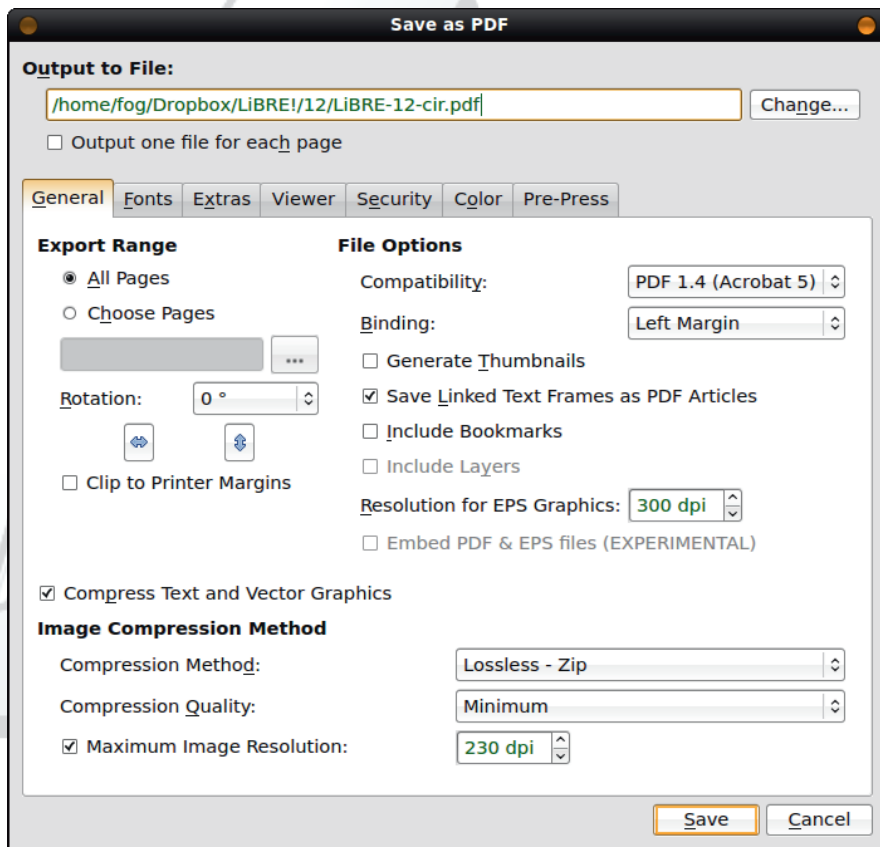 Save as PDF
Output to File:
/home/fog/Dropbox/LiBRE!/12/LiBRE-12-cir.pdf
Change...
Output one file for each page
General Fonts Extras Viewer Security Color Pre-Press
Export Range
All Pages
Choose Pages
...
Rotation: 0 °
Clip to Printer Margins
File Options
Compatibility: PDF 1.4 (Acrobat 5)
Binding: Left Margin
Generate Thumbnails
Save Linked Text Frames as PDF Articles
Include Bookmarks
Include Layers
Resolution for EPS Graphics: 300 dpi
Embed PDF & EPS files (EXPERIMENTAL)
Compress Text and Vector Graphics
Image Compression Method
Compression Method: Lossless - Zip
Compression Quality: Minimum
Maximum Image Resolution: 230 dpi
Save Cancel